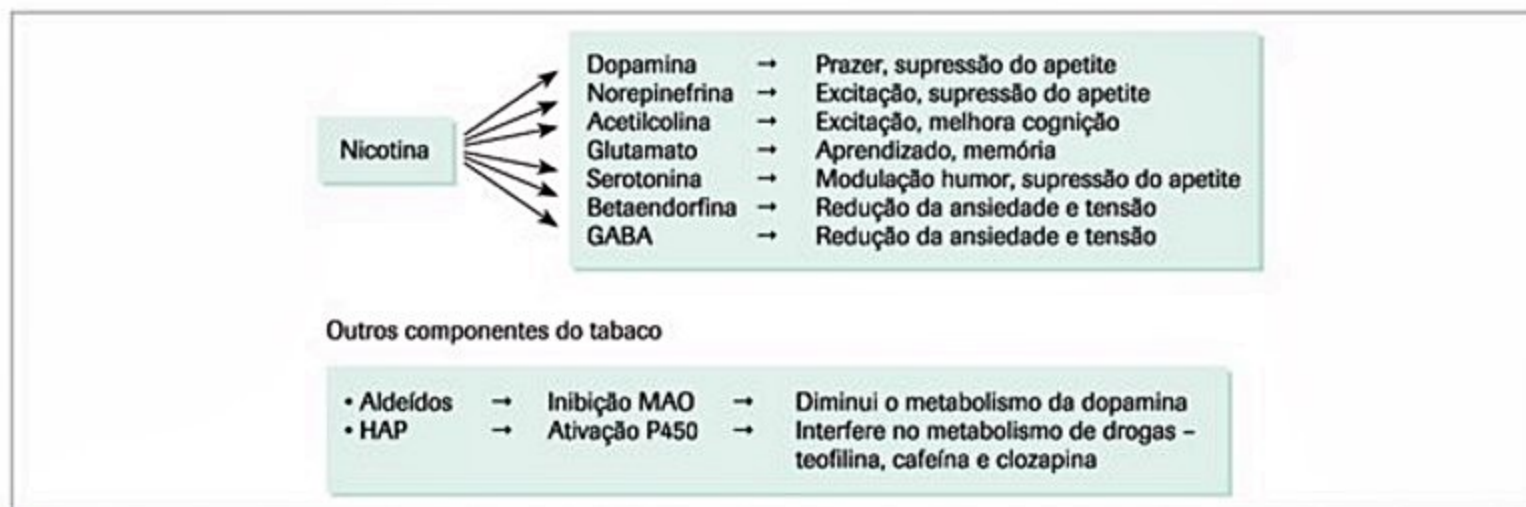 Nicotina
Dopamina → Prazer, supressão do apetite
Norepinefrina → Excitação, supressão do apetite
Acetilcolina → Excitação, melhora cognição
Glutamato → Aprendizado, memória
Serotonina → Modulação humor, supressão do apetite
Betaendorfina → Redução da ansiedade e tensão
GABA → Redução da ansiedade e tensão
Outros componentes do tabaco
• Aldeídos → Inibição MAO → Diminui o metabolismo da dopamina
• HAP → Ativação P450 → Interfere no metabolismo de drogas –
teofilina, cafeína e clozapina